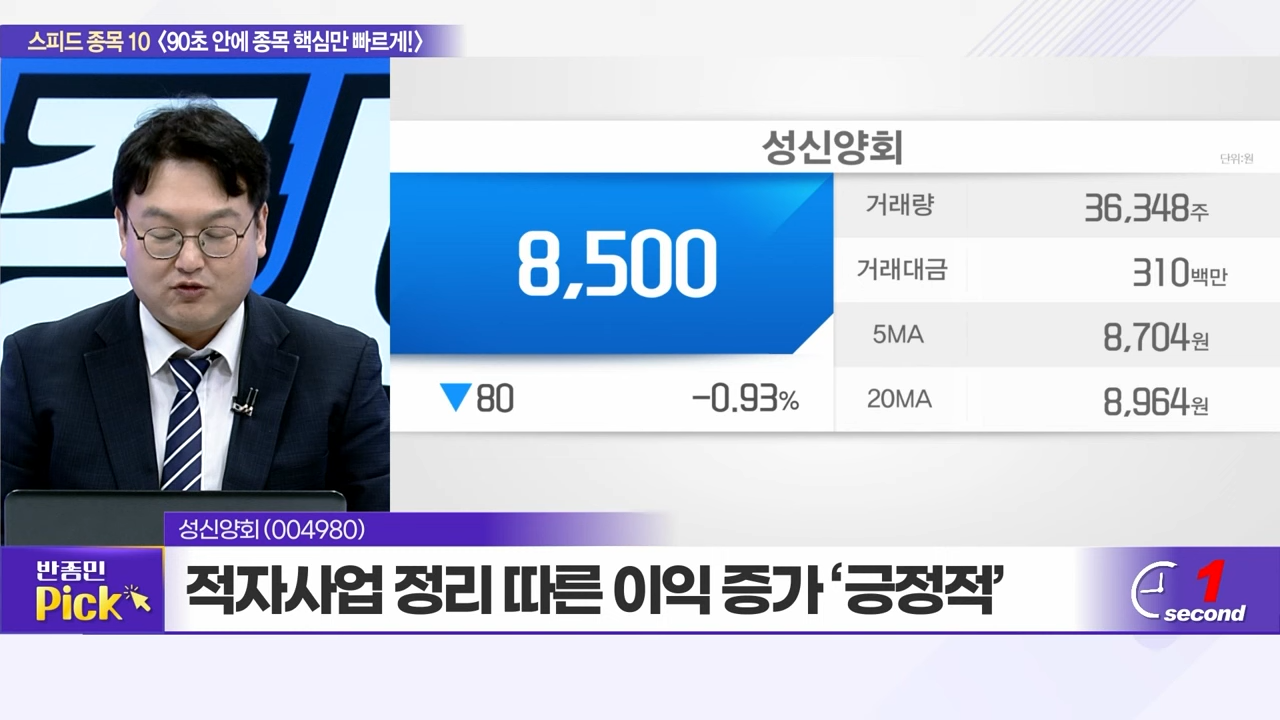 스피드 종목 10 〈90초 안에 종목 핵심만 빠르게!〉
성신양회
단위:원
8,500
▼80 -0.93%
거래량 36,348주
거래대금 310백만
5MA 8,704원
20MA 8,964원
성신양회(004980)
반종민
Pick
적자사업 정리 따른 이익 증가 ‘긍정적’
1
second